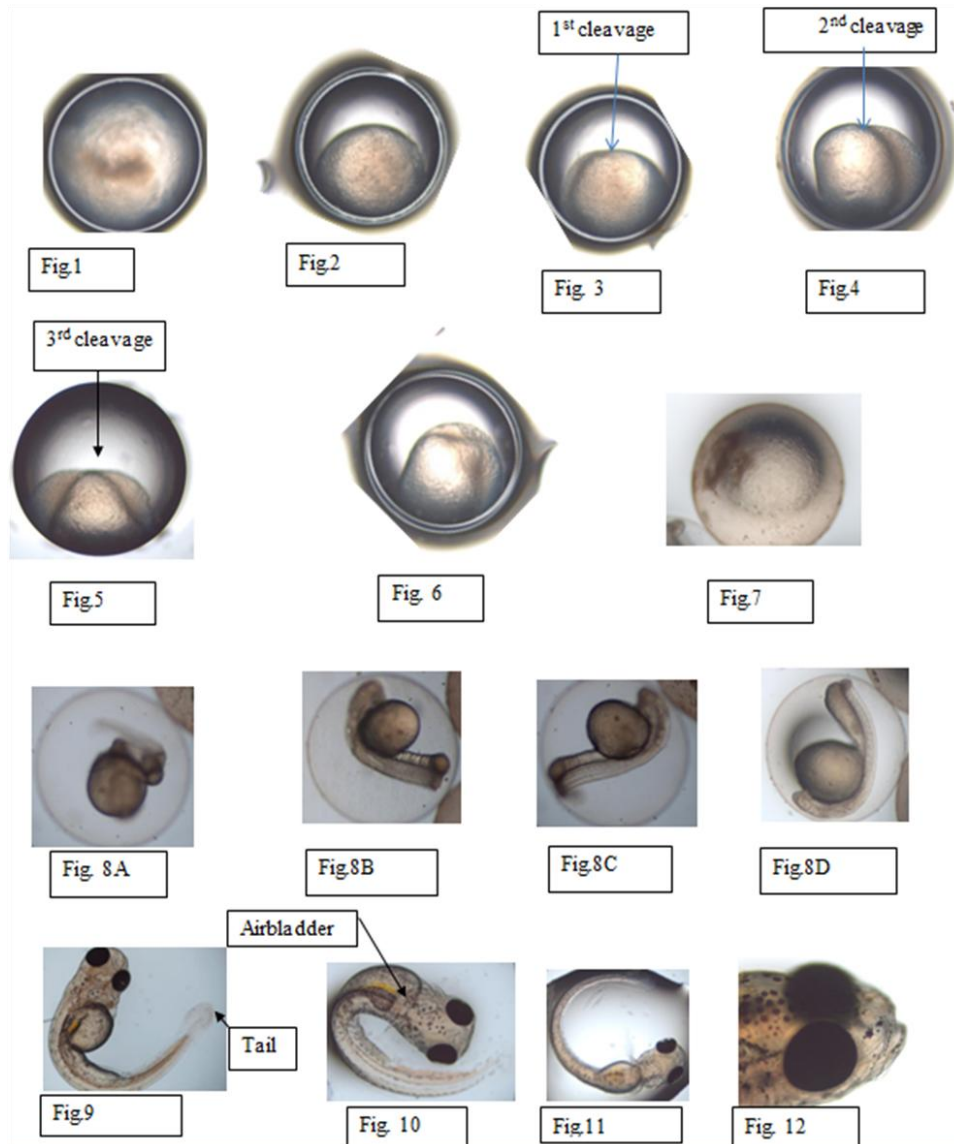 1st cleavage
2nd cleavage
Fig.1
Fig.2
Fig. 3
Fig.4
3rd cleavage
Fig.5
Fig. 6
Fig.7
Fig. 8A
Fig.8B
Fig.8C
Fig.8D
Airbladder
Tail
Fig.9
Fig. 10
Fig.11
Fig. 12